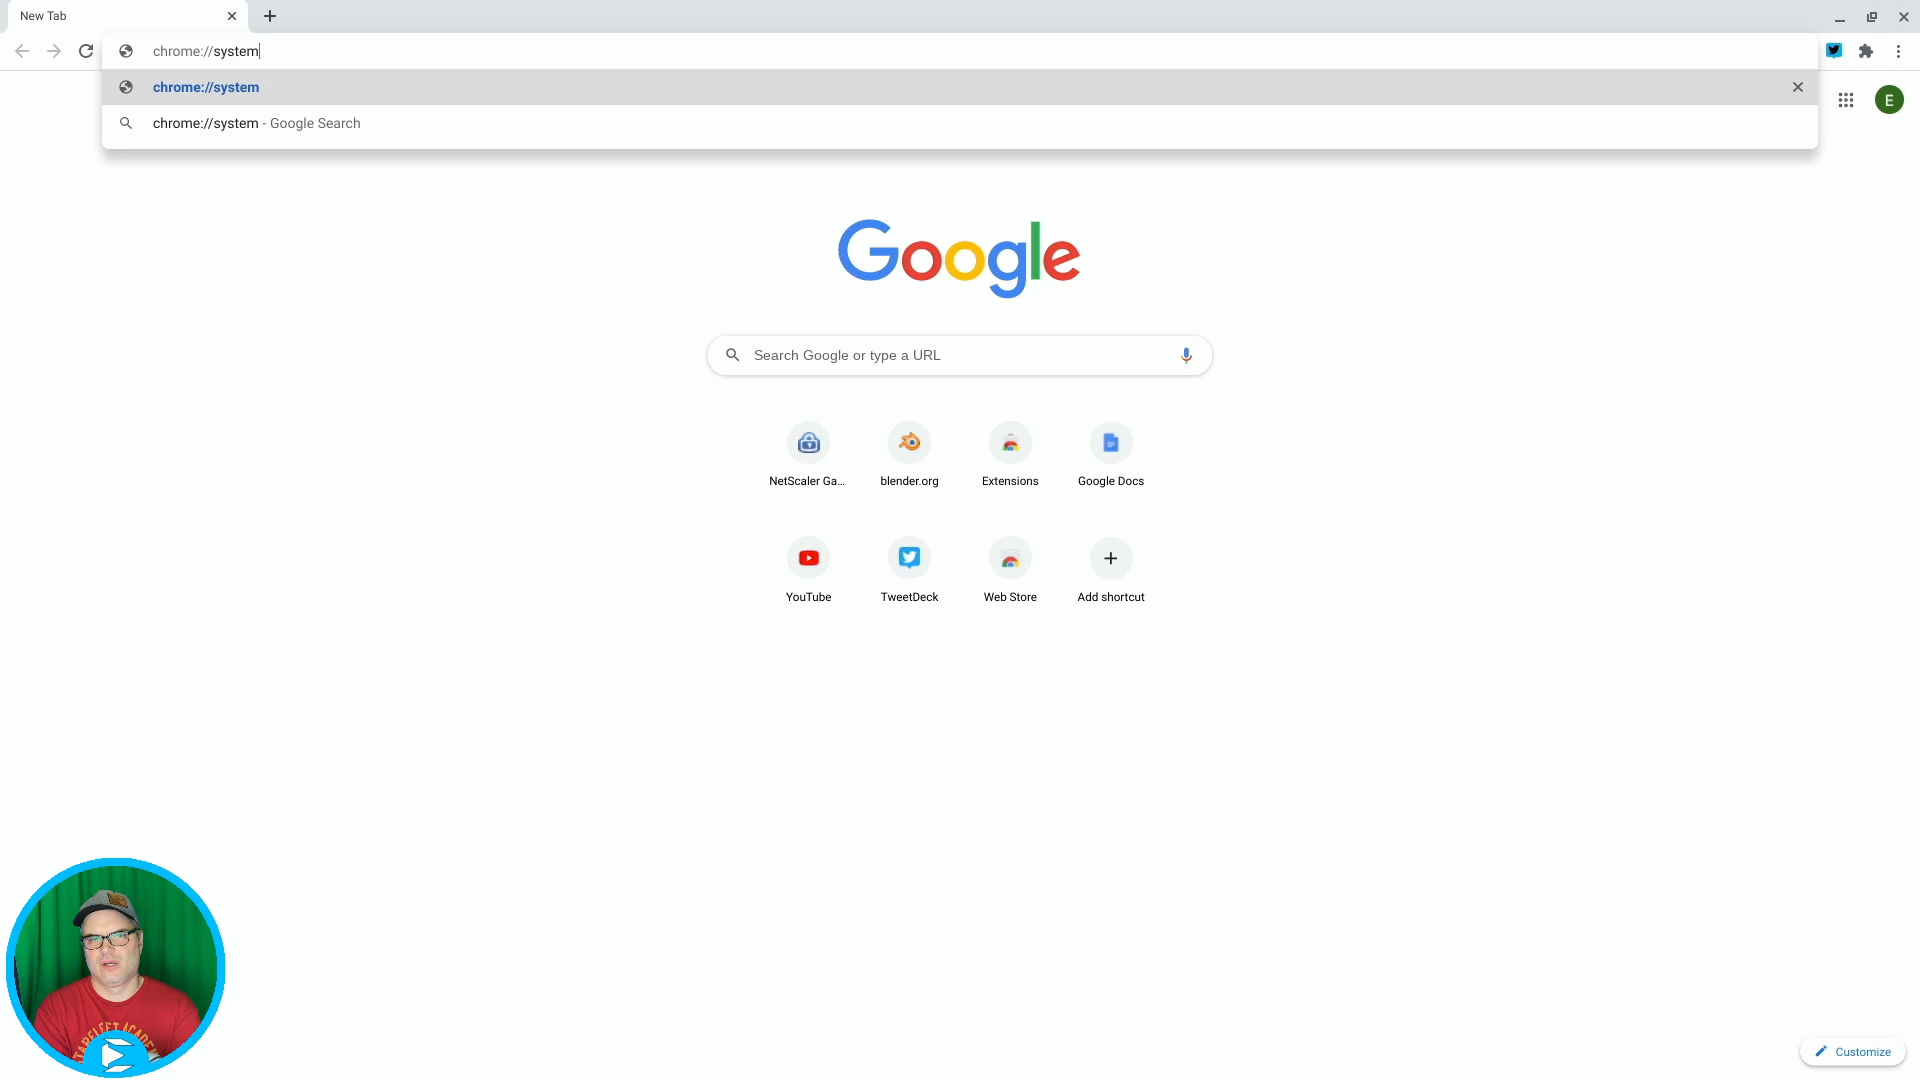 New Tab
chrome://system
chrome://system
chrome://system - Google Search
E
Google
Search Google or type a URL
NetScaler Ga...
blender.org
Extensions
Google Docs
YouTube
TweetDeck
Web Store
Add shortcut
Customize